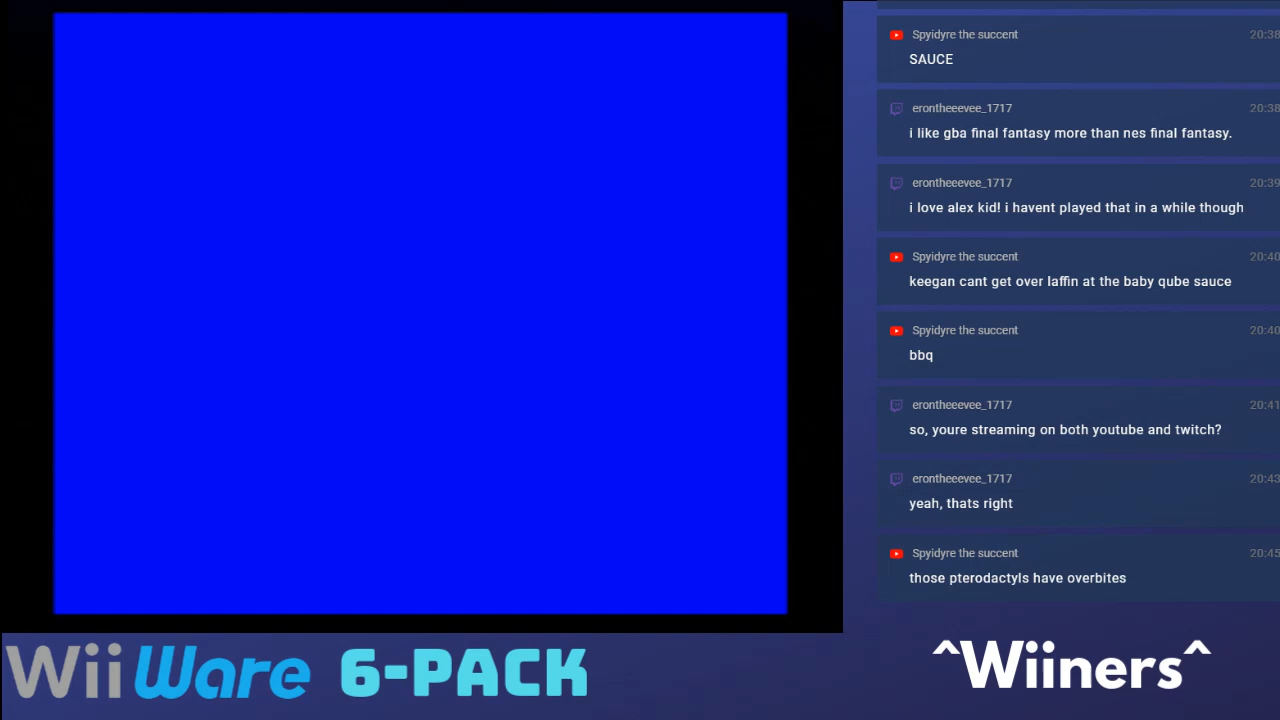 Spyidyre the succent 20:38
SAUCE
erontheeevee_1717 20:38
i like gba final fantasy more than nes final fantasy.
erontheeevee_1717 20:39
i love alex kid! i havent played that in a while though
Spyidyre the succent 20:40
keegan cant get over laffin at the baby qube sauce
Spyidyre the succent 20:40
bbq
erontheeevee_1717 20:41
so, youre streaming on both youtube and twitch?
erontheeevee_1717 20:43
yeah, thats right
Spyidyre the succent 20:45
those pterodactyls have overbites
WiiWare 6-PACK
^Wiiners^